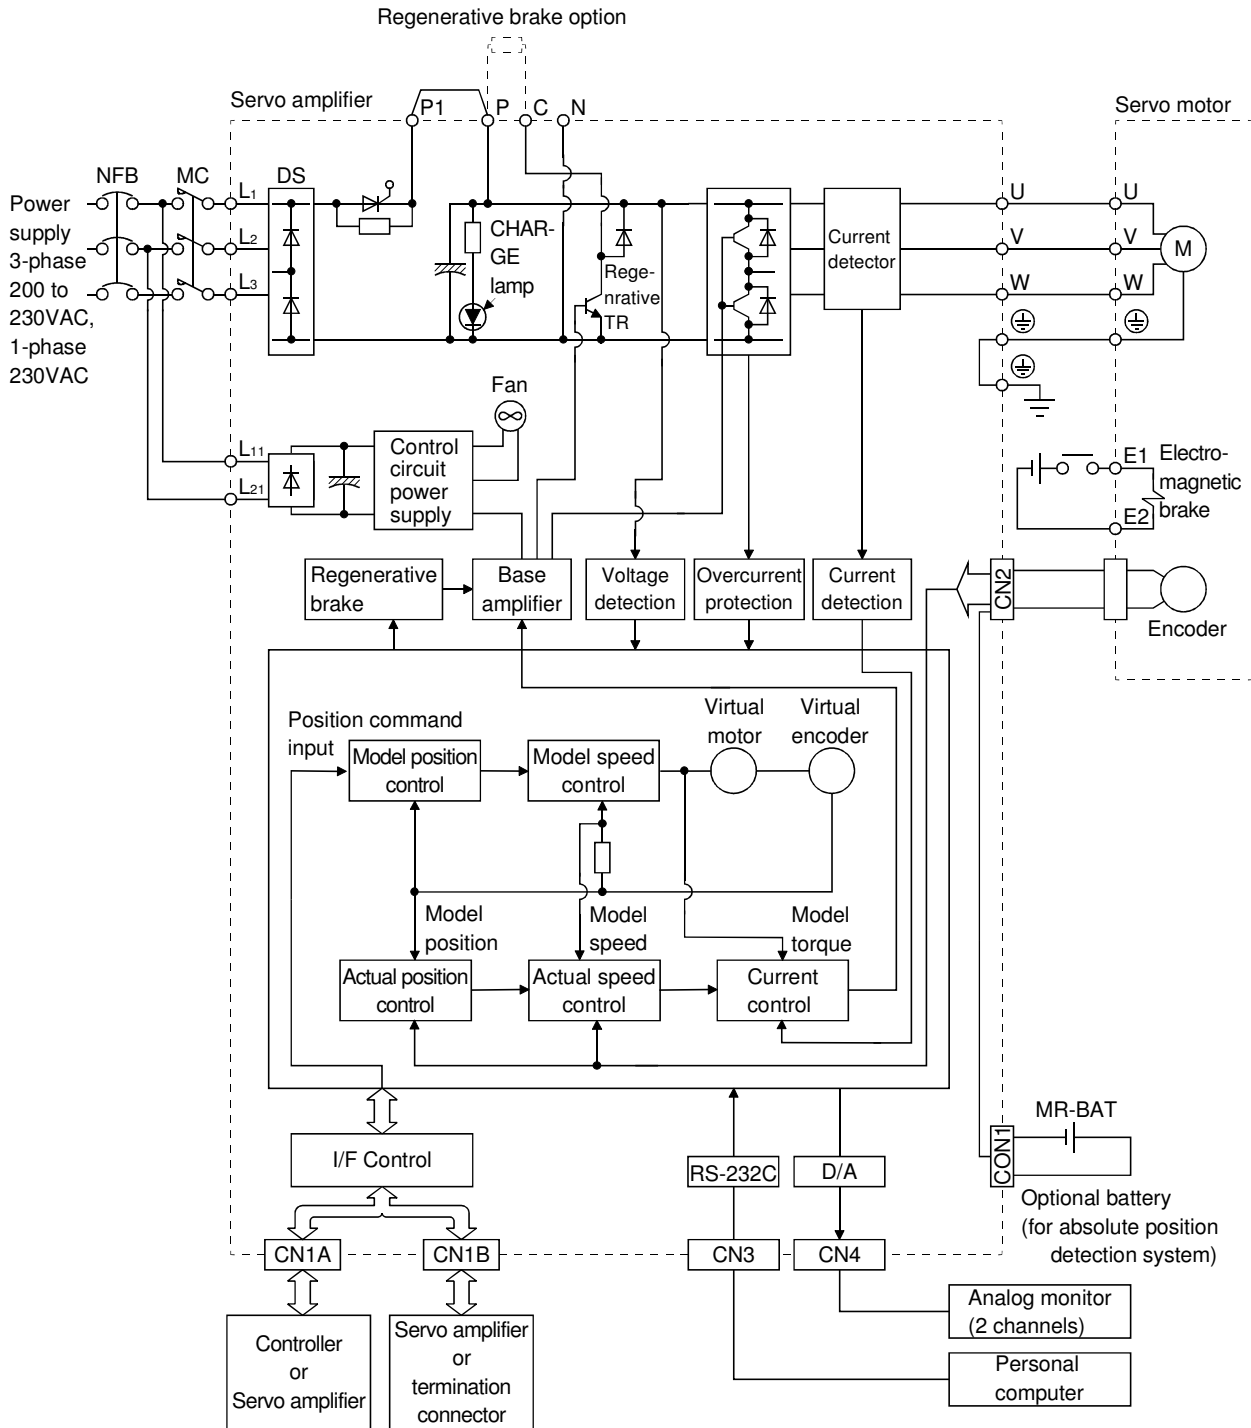 Regenerative brake option
Servo amplifier
P1
P
C
N
Servo motor
NFB
MC
DS
L1
L2
L3
Power
supply
3-phase
200 to
230VAC,
1-phase
230VAC
CHAR-
GE
lamp
Rege-
nrative
TR
Current
detector
U
V
W
U
V
W
M
Fan
L11
L21
Control
circuit
power
supply
E1
E2
Electro-
magnetic
brake
Regenerative
brake
Base
amplifier
Voltage
detection
Overcurrent
protection
Current
detection
CN2
Encoder
Position command
input
Model position
control
Model speed
control
Virtual
motor
Virtual
encoder
Model
position
Model
speed
Model
torque
Actual position
control
Actual speed
control
Current
control
I/F Control
RS-232C
D/A
CON1
MR-BAT
Optional battery
(for absolute position
detection system)
CN1A
CN1B
CN3
CN4
Controller
or
Servo amplifier
Servo amplifier
or
termination
connector
Analog monitor
(2 channels)
Personal
computer